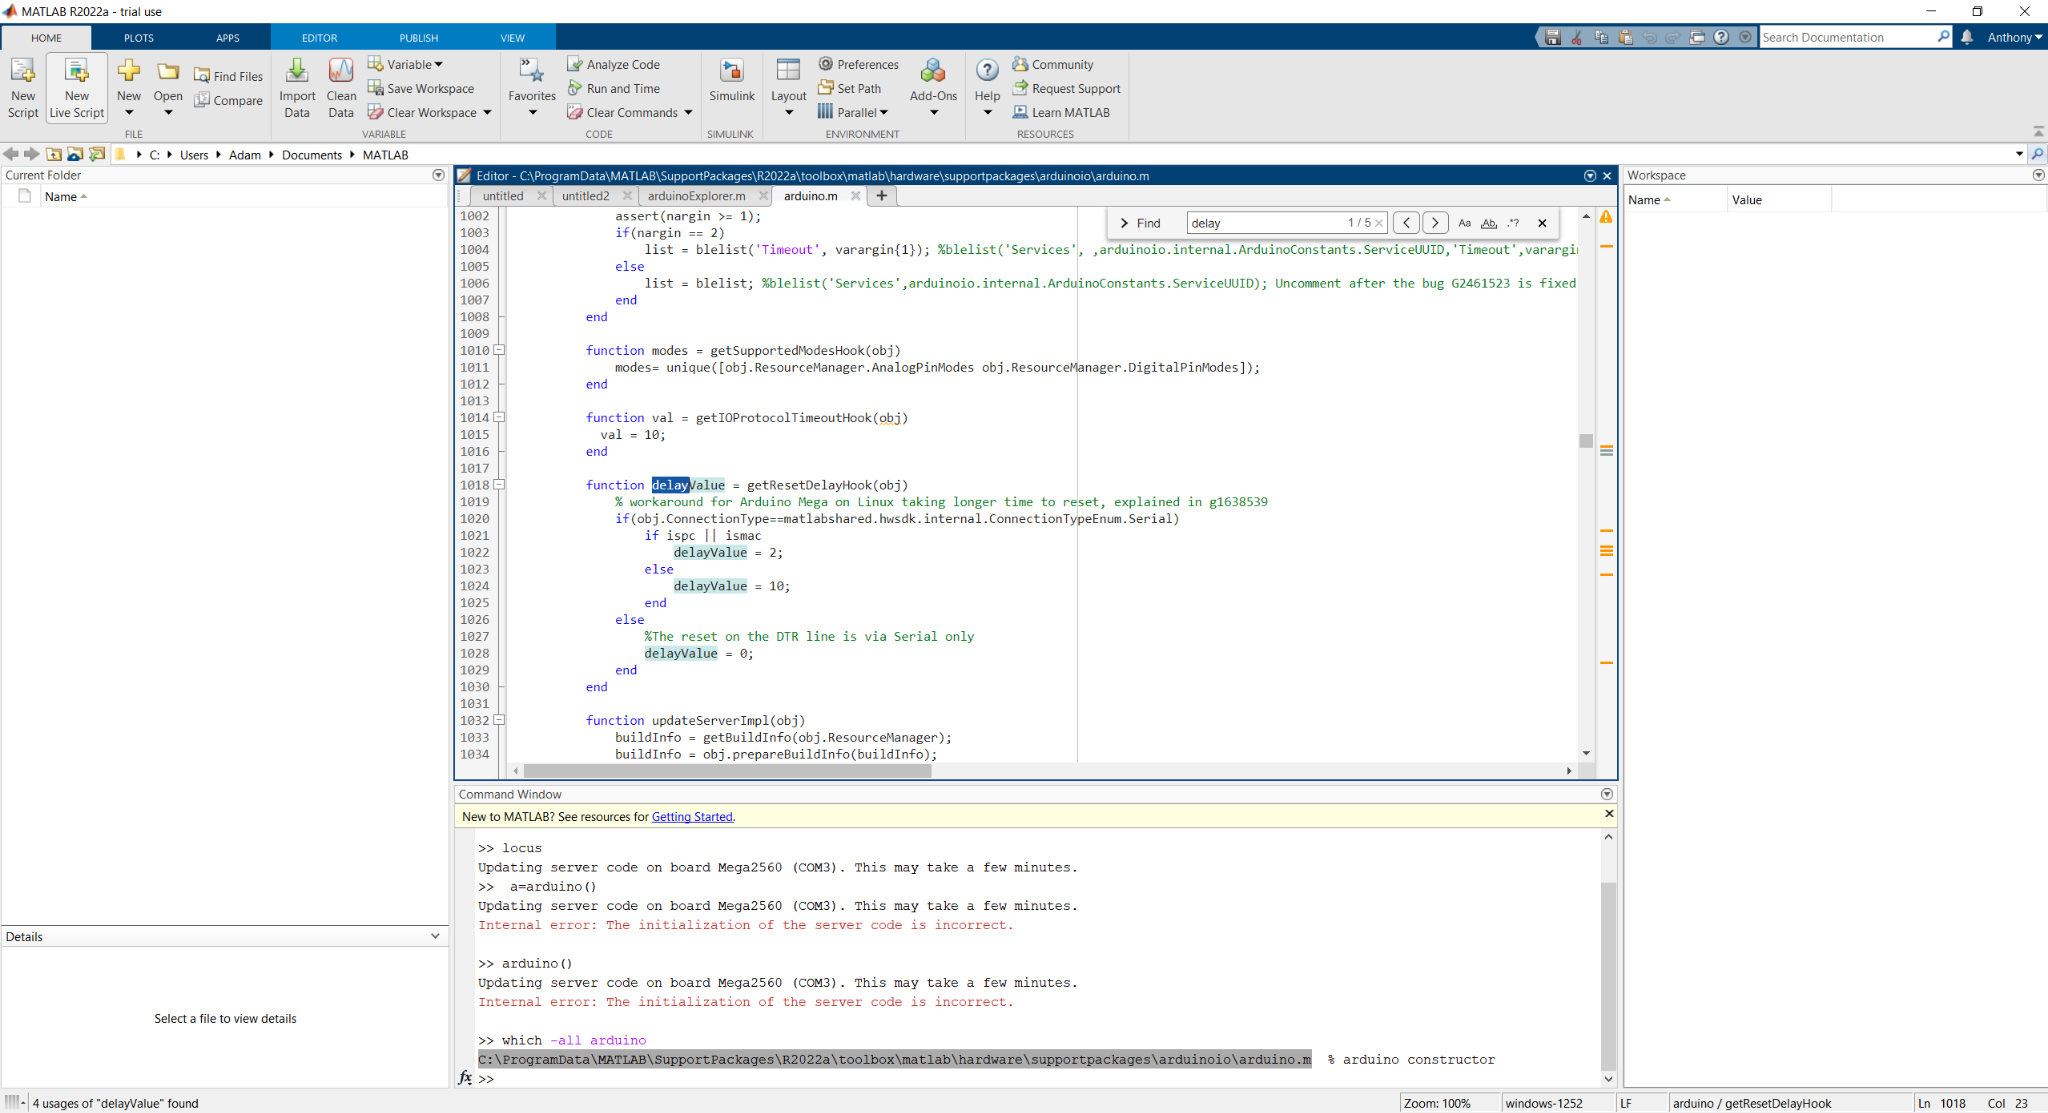 MATLAB R2022a - trial use
HOME PLOTS APPS EDITOR PUBLISH VIEW
Search Documentation
Anthony
New Script
New Live Script
New
Open
Find Files
Compare
Import Data
Clean Data
Variable
Save Workspace
Clear Workspace
Favorites
Analyze Code
Run and Time
Clear Commands
Simulink
Layout
Preferences
Set Path
Parallel
Add-Ons
Help
Community
Request Support
Learn MATLAB
FILE VARIABLE CODE SIMULINK ENVIRONMENT RESOURCES
C: Users Adam Documents MATLAB
Current Folder
Name
Details
Select a file to view details
Editor - C:\ProgramData\MATLAB\SupportPackages\R2022a\toolbox\matlab\hardware\supportpackages\arduinoio\arduino.m
untitled untitled2 arduinoExplorer.m arduino.m +
Find delay 1 / 5 Aa Ab, .*?
1002 assert(nargin >= 1);
1003 if(nargin == 2)
1004 list = blelist('Timeout', varargin{1}); %blelist('Services', ,arduinoio.internal.ArduinoConstants.ServiceUUID,'Timeout',varargi
1005 else
1006 list = blelist; %blelist('Services',arduinoio.internal.ArduinoConstants.ServiceUUID); Uncomment after the bug G2461523 is fixed
1007 end
1008 end
1009
1010 function modes = getSupportedModesHook(obj)
1011 modes= unique([obj.ResourceManager.AnalogPinModes obj.ResourceManager.DigitalPinModes]);
1012 end
1013
1014 function val = getIOProtocolTimeoutHook(obj)
1015 val = 10;
1016 end
1017
1018 function delayValue = getResetDelayHook(obj)
1019 % workaround for Arduino Mega on Linux taking longer time to reset, explained in g1638539
1020 if(obj.ConnectionType==matlabshared.hwsdk.internal.ConnectionTypeEnum.Serial)
1021 if ispc || ismac
1022 delayValue = 2;
1023 else
1024 delayValue = 10;
1025 end
1026 else
1027 %The reset on the DTR line is via Serial only
1028 delayValue = 0;
1029 end
1030 end
1031
1032 function updateServerImpl(obj)
1033 buildInfo = getBuildInfo(obj.ResourceManager);
1034 buildInfo = obj.prepareBuildInfo(buildInfo);
Command Window
New to MATLAB? See resources for Getting Started.
>> locus
Updating server code on board Mega2560 (COM3). This may take a few minutes.
>> a=arduino()
Updating server code on board Mega2560 (COM3). This may take a few minutes.
Internal error: The initialization of the server code is incorrect.
>> arduino()
Updating server code on board Mega2560 (COM3). This may take a few minutes.
Internal error: The initialization of the server code is incorrect.
>> which -all arduino
C:\ProgramData\MATLAB\SupportPackages\R2022a\toolbox\matlab\hardware\supportpackages\arduinoio\arduino.m % arduino constructor
fx >>
Workspace
Name Value
4 usages of "delayValue" found
Zoom: 100% windows-1252 LF arduino / getResetDelayHook Ln 1018 Col 23